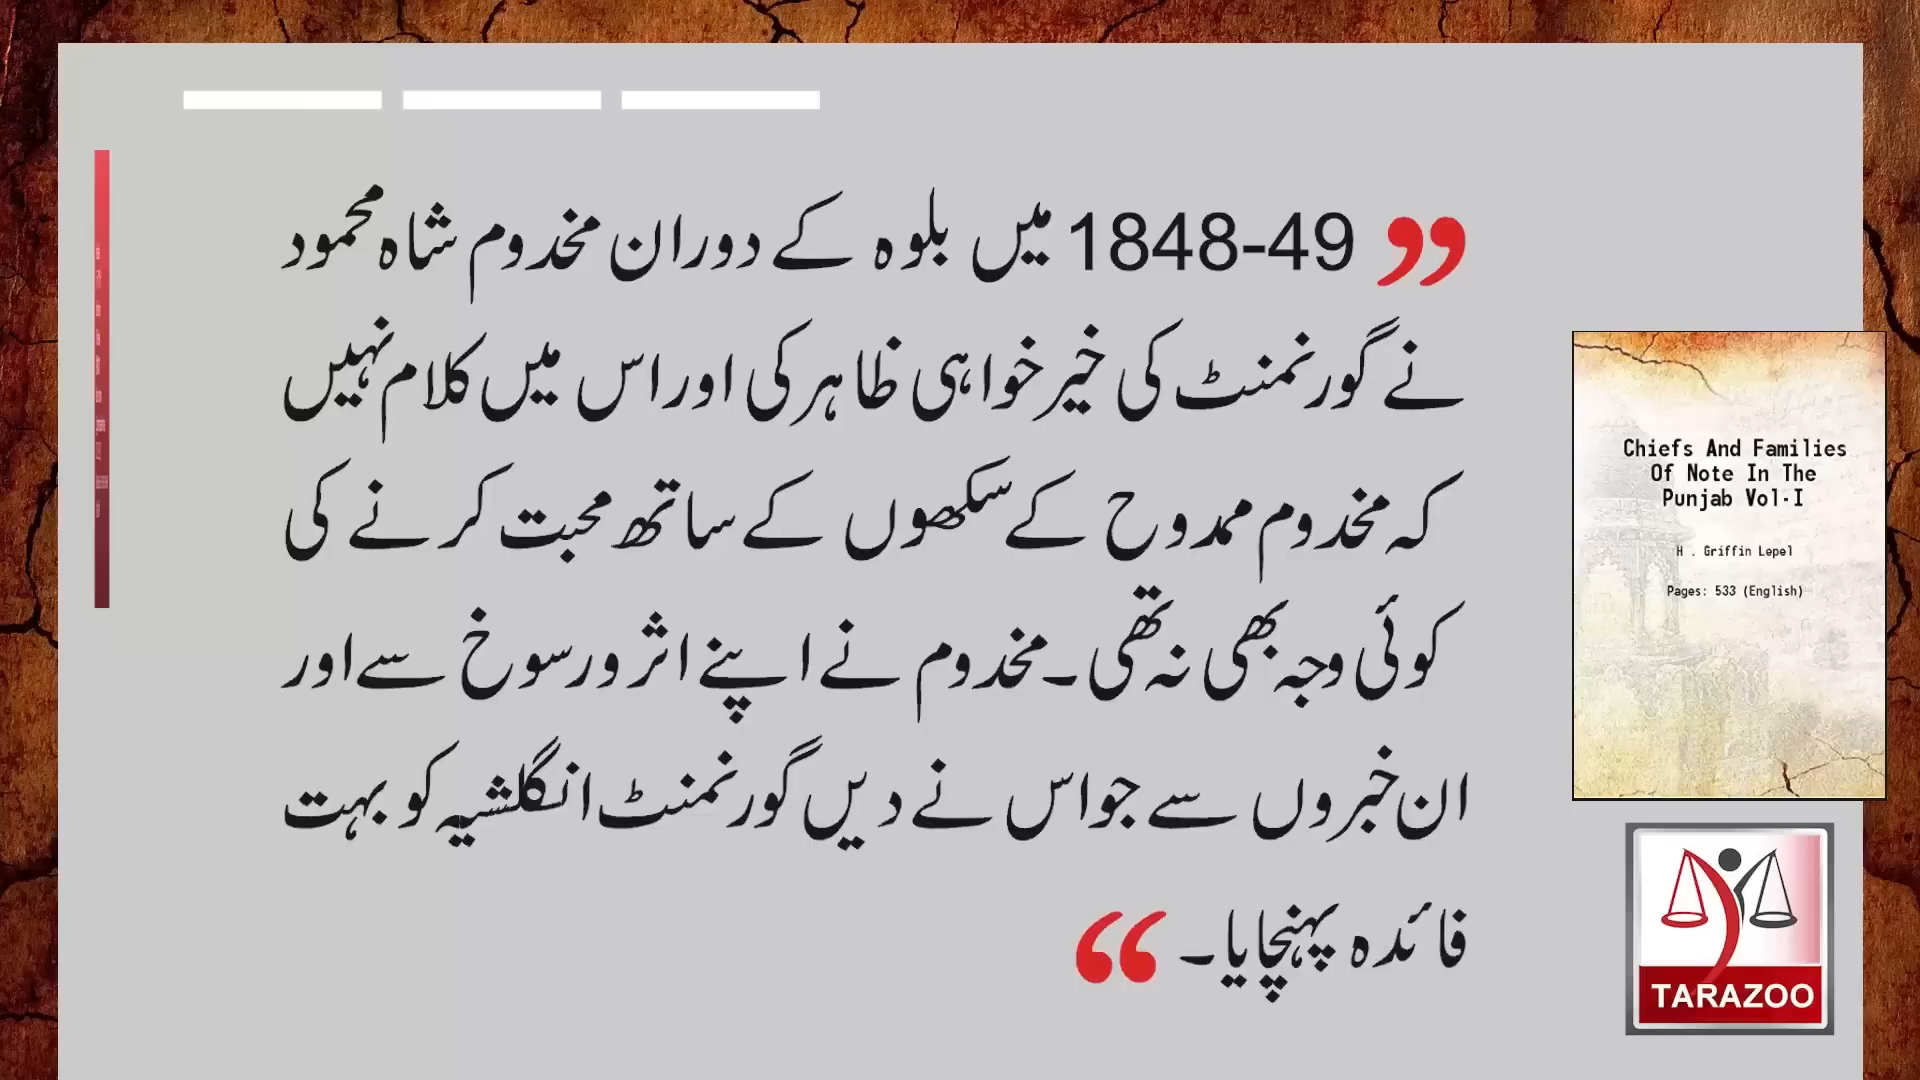 1848-49 میں بلوہ کے دوران مخدوم شاہ محمود
نے گورنمنٹ کی خیر خواہی ظاہر کی اور اس میں کلام نہیں
کہ مخدوم ممدوح کے سکھوں کے ساتھ محبت کرنے کی
کوئی وجہ بھی نہ تھی۔ مخدوم نے اپنے اثر و رسوخ سے اور
ان خبروں سے جو اس نے دیں گورنمنٹ انگلشیہ کو بہت
فائدہ پہنچایا۔
Chiefs And Families
Of Note In The
Punjab Vol-I
H . Griffin Lepel
Pages: 533 (English)
TARAZOO